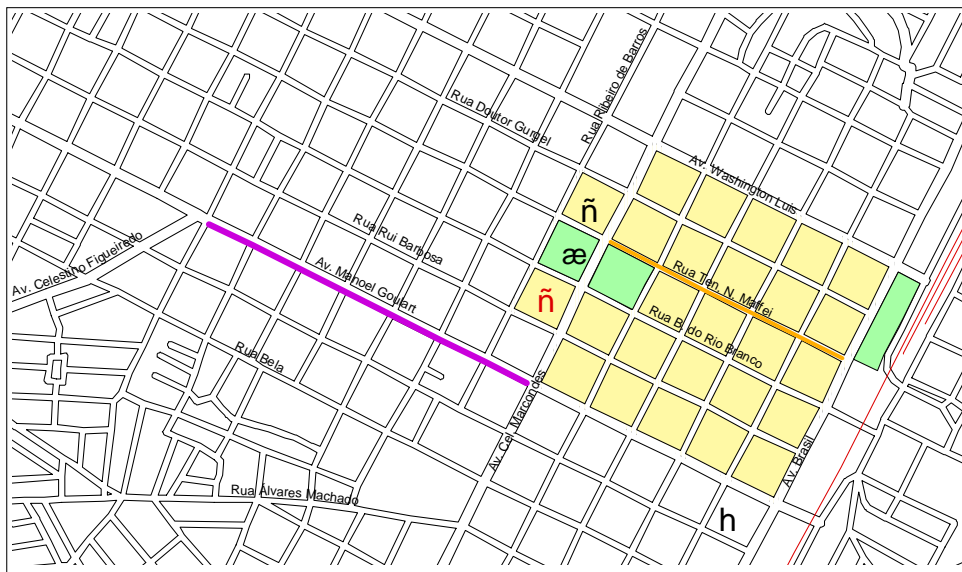 Rua Ribeiro de Barros
Rua Doutor Gurgel
Av. Washington Luis
ñ
Rua Rui Barbosa
Av. Celestino Figueiredo
æ
Av. Manoel Goulart
Rua Ten. N. Maffei
ñ
Rua B. do Rio Branco
Rua Bela
Av. Cel. Marcondes
Av. Brasil
Rua Álvares Machado
h